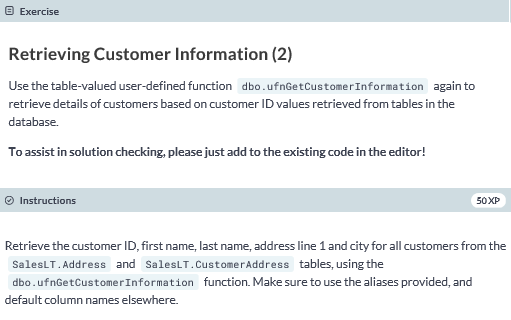 Exercise
Retrieving Customer Information (2)
Use the table-valued user-defined function dbo.ufnGetCustomerInformation again to
retrieve details of customers based on customer ID values retrieved from tables in the
database.
To assist in solution checking, please just add to the existing code in the editor!
Instructions 50 XP
Retrieve the customer ID, first name, last name, address line 1 and city for all customers from the
SalesLT.Address and SalesLT.CustomerAddress tables, using the
dbo.ufnGetCustomerInformation function. Make sure to use the aliases provided, and
default column names elsewhere.